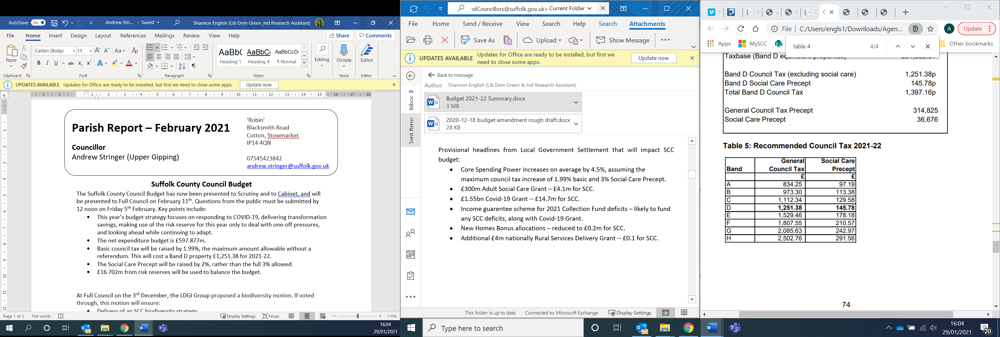 AutoSave On Andrew Stri... - Saved Shannon English (Lib Dem Green _Ind Research Assistant)
File Home Insert Design Layout References Mailings Review View Help Share Comments
Calibri (Body) 11 Aa
Paste
B I U ab x₂ x² A A
AaBbC AaBbC AaBbCcD
Heading 1 Heading 4 ¶ Normal
Editing Dictate Editor
Clipboard Font Paragraph Styles Voice Editor
UPDATES AVAILABLE Updates for Office are ready to be installed, but first we need to close some apps. Update now
2 1 1 2 3 4 5 6 7 8 9 10 11 12 13 14 15 16 17 18
Parish Report – February 2021
Councillor
Andrew Stringer (Upper Gipping)
‘Robin’
Blacksmith Road
Cotton, Stowmarket
IP14 4QN
07545423842
andrew.stringer@suffolk.gov.uk
Suffolk County Council Budget
The Suffolk County Council Budget has now been presented to Scrutiny and to Cabinet, and will
be presented to Full Council on February 11th. Questions from the public must be submitted by
12 noon on Friday 5th February. Key points include:
• This year’s budget strategy focuses on responding to COVID-19, delivering transformation
savings, making use of the risk reserve for this year only to deal with one-off pressures,
and looking ahead while continuing to adapt.
• The net expenditure budget is £597.877m.
• Basic council tax will be raised by 1.99%, the maximum amount allowable without a
referendum. This will cost a Band D property £1,251.38 for 2021-22.
• The Social Care Precept will be raised by 2%, rather than the full 3% allowed.
• £16.702m from risk reserves will be used to balance the budget.
At Full Council on the 3rd December, the LDGI Group proposed a biodiversity motion. If voted
through, this motion will ensure:
• Delivery of an SCC biodiversity strategy
Page 1 of 2 704 words Display Settings Focus 110%
16:04
29/01/2021
ndCouncillors@suffolk.gov.uk> Current Folder
File Home Send / Receive View Search Help Search Attachments
Save As Upload Show Message
UPDATES AVAILABLE Updates for Office are ready to be installed, but first we
need to close some apps.
Update now
Back to message
Author: Shannon English (Lib Dem Green & Ind Research Assistant)
Inbox 3
Sent Items
Budget 2021-22 Summary.docx
3 MB
2020-12-18 budget amendment rough draft.docx
28 KB
Provisional headlines from Local Government Settlement that will impact SCC
budget:
• Core Spending Power increases on average by 4.5%, assuming the
maximum council tax increase of 1.99% basic and 3% Social Care Precept.
• £300m Adult Social Care Grant – £4.1m for SCC.
• £1.55bn Covid-19 Grant -- £14.7m for SCC.
• Income guarentee scheme for 2021 Collection Fund deficits – likely to fund
any SCC deficits, along with Covid-19 Grant.
• New Homes Bonus allocations – reduced to £0.2m for SCC.
• Additional £4m nationally Rural Services Delivery Grant -- £0.1 for SCC.
This folder is up to date. Connected to: Microsoft Exchange Display Settings
Type here to search
File C:/Users/engls1/Downloads/Agen... A Update
Apps MySCC Other bookmarks
table 4 4/4
Taxbase (Band D equivalent properties)
Band D Council Tax (excluding social care) 1,251.38p
Band D Social Care Precept 145.78p
Total Band D Council Tax 1,397.16p
General Council Tax Precept 314,825
Social Care Precept 36,676
Table 5: Recommended Council Tax 2021-22
Band General Council Tax Social Care Precept
£ £
A 834.25 97.19
B 973.30 113.38
C 1,112.34 129.58
D 1,251.38 145.78
E 1,529.46 178.18
F 1,807.55 210.57
G 2,085.63 242.97
H 2,502.76 291.56
74
16:04
29/01/2021
20